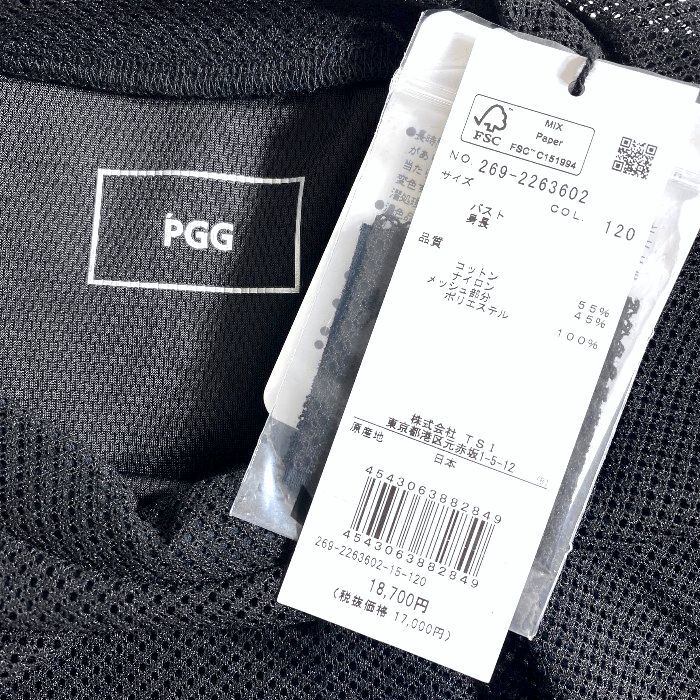 PGG
FSC
MIX
Paper
FSC™ C151994
NO. 269-2263602
サイズ
COL. 120
バスト
身長
品質
コットン 55%
ナイロン 45%
メッシュ部分
ポリエステル 100%
株式会社 TSI
東京都港区元赤坂1-5-12
原産地
日本
(B)
4543063882849
4543063882849
269-2263602-15-120
18,700円
(税抜価格 17,000円)